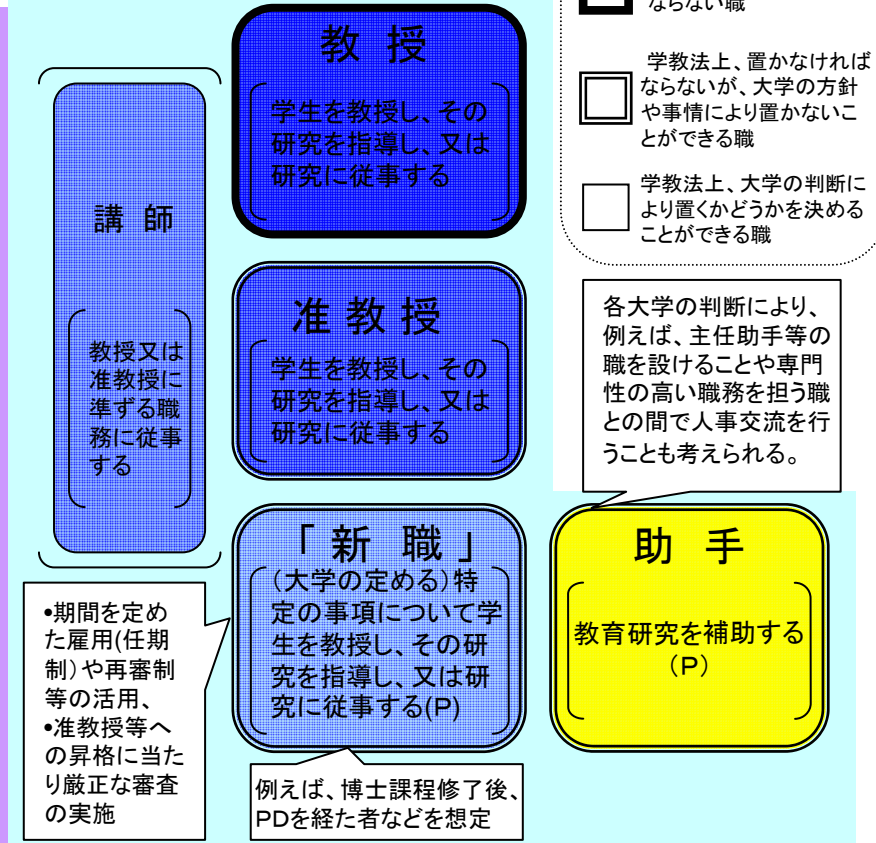 教 授
学生を教授し、その
研究を指導し、又は
研究に従事する
講 師
教授又は
准教授に
準ずる職
務に従事
する
准 教 授
学生を教授し、その
研究を指導し、又は
研究に従事する
「 新 職 」
(大学の定める)特
定の事項について学
生を教授し、その研
究を指導し、又は研
究に従事する(P)
助 手
教育研究を補助する
(P)
ならない職
学教法上、置かなければ
ならないが、大学の方針
や事情により置かないこ
とができる職
学教法上、大学の判断に
より置くかどうかを決める
ことができる職
各大学の判断により、
例えば、主任助手等の
職を設けることや専門
性の高い職務を担う職
との間で人事交流を行
うことも考えられる。
•期間を定め
た雇用(任期
制)や再審制
等の活用、
•准教授等へ
の昇格に当た
り厳正な審査
の実施
例えば、博士課程修了後、
PDを経た者などを想定